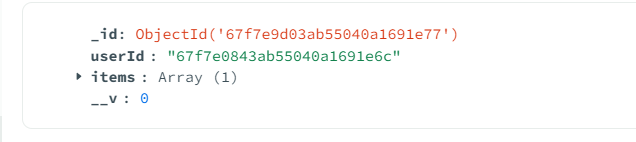 _id: ObjectId('67f7e9d03ab55040a1691e77')
userId : "67f7e0843ab55040a1691e6c"
items : Array (1)
__v : 0